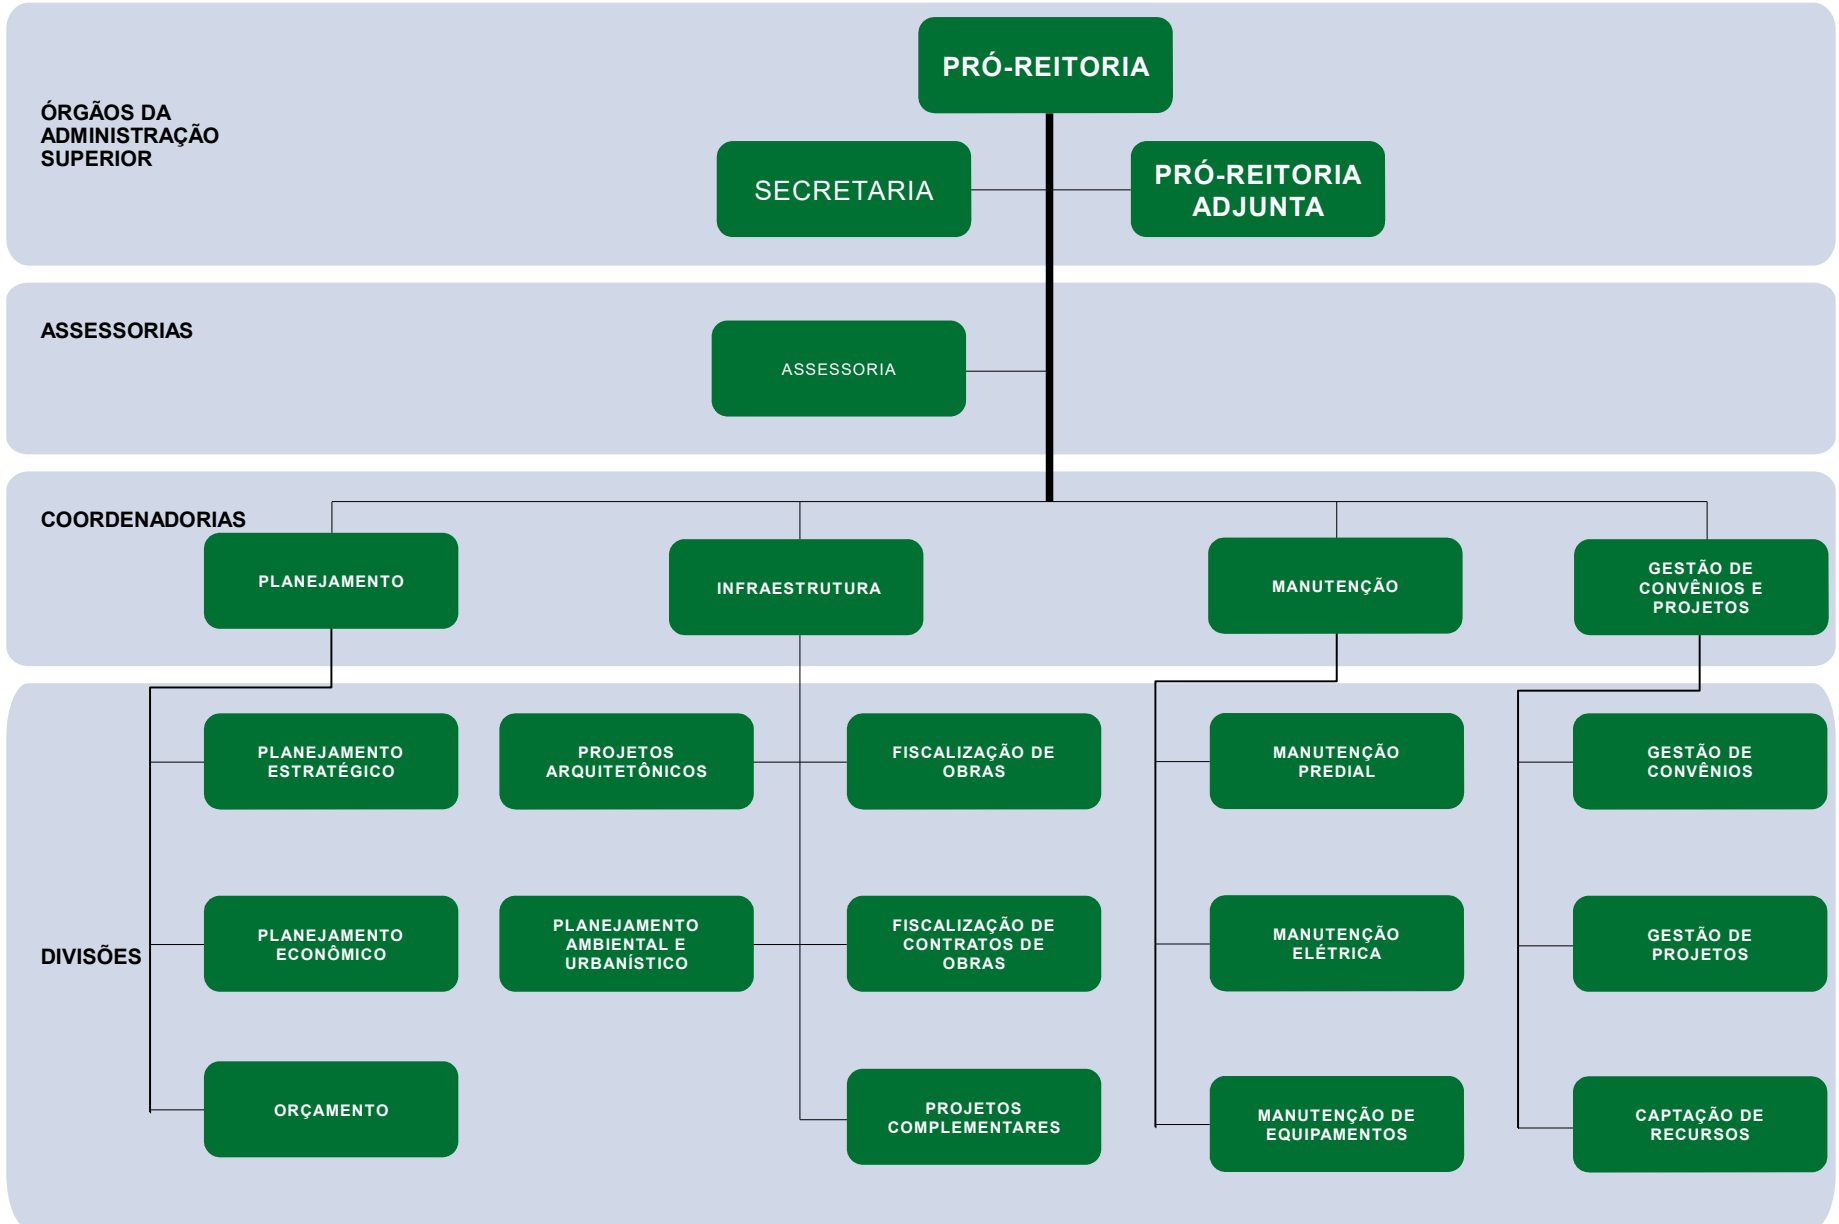 PRÓ-REITORIA
ÓRGÃOS DA
ADMINISTRAÇÃO
SUPERIOR
SECRETARIA
PRÓ-REITORIA
ADJUNTA
ASSESSORIAS
ASSESSORIA
COORDENADORIAS
PLANEJAMENTO
INFRAESTRUTURA
MANUTENÇÃO
GESTÃO DE
CONVÊNIOS E
PROJETOS
PLANEJAMENTO
ESTRATÉGICO
PROJETOS
ARQUITETÔNICOS
FISCALIZAÇÃO DE
OBRAS
MANUTENÇÃO
PREDIAL
GESTÃO DE
CONVÊNIOS
DIVISÕES
PLANEJAMENTO
ECONÔMICO
PLANEJAMENTO
AMBIENTAL E
URBANÍSTICO
FISCALIZAÇÃO DE
CONTRATOS DE
OBRAS
MANUTENÇÃO
ELÉTRICA
GESTÃO DE
PROJETOS
ORÇAMENTO
PROJETOS
COMPLEMENTARES
MANUTENÇÃO DE
EQUIPAMENTOS
CAPTAÇÃO DE
RECURSOS